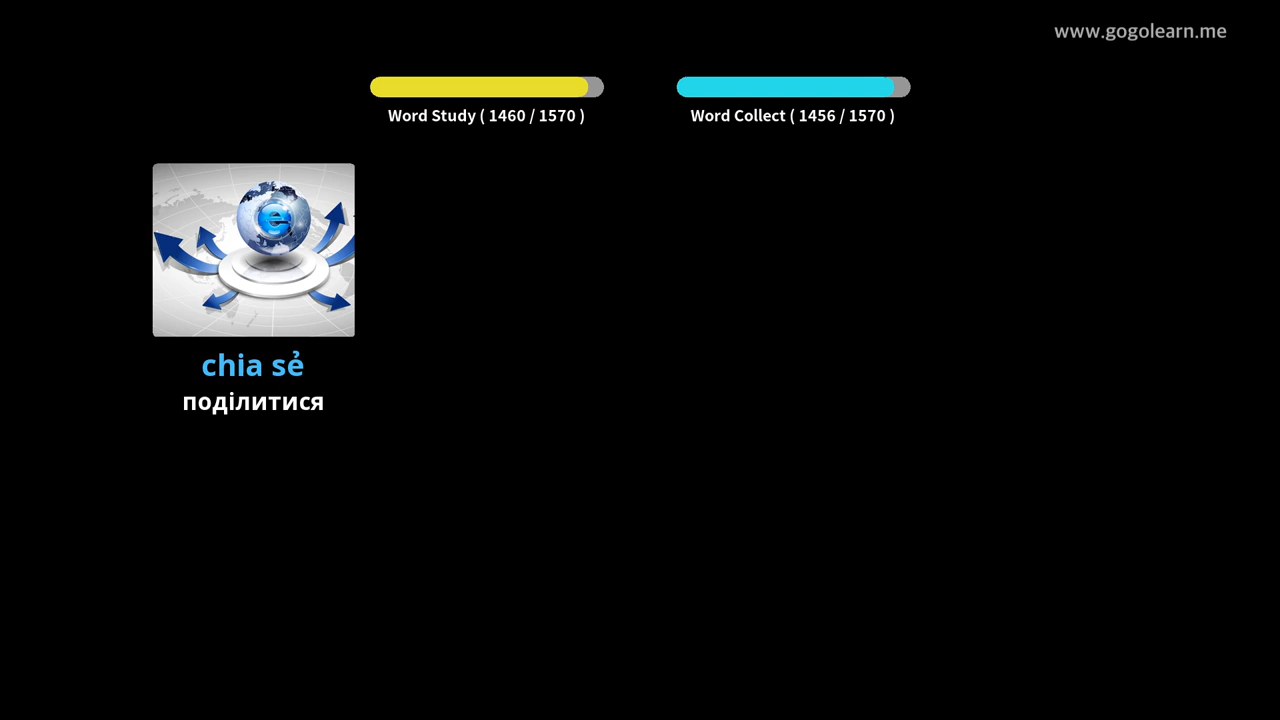 www.gogolearn.me
Word Study ( 1460 / 1570 )
Word Collect ( 1456 / 1570 )
e
chia sẻ
поділитися